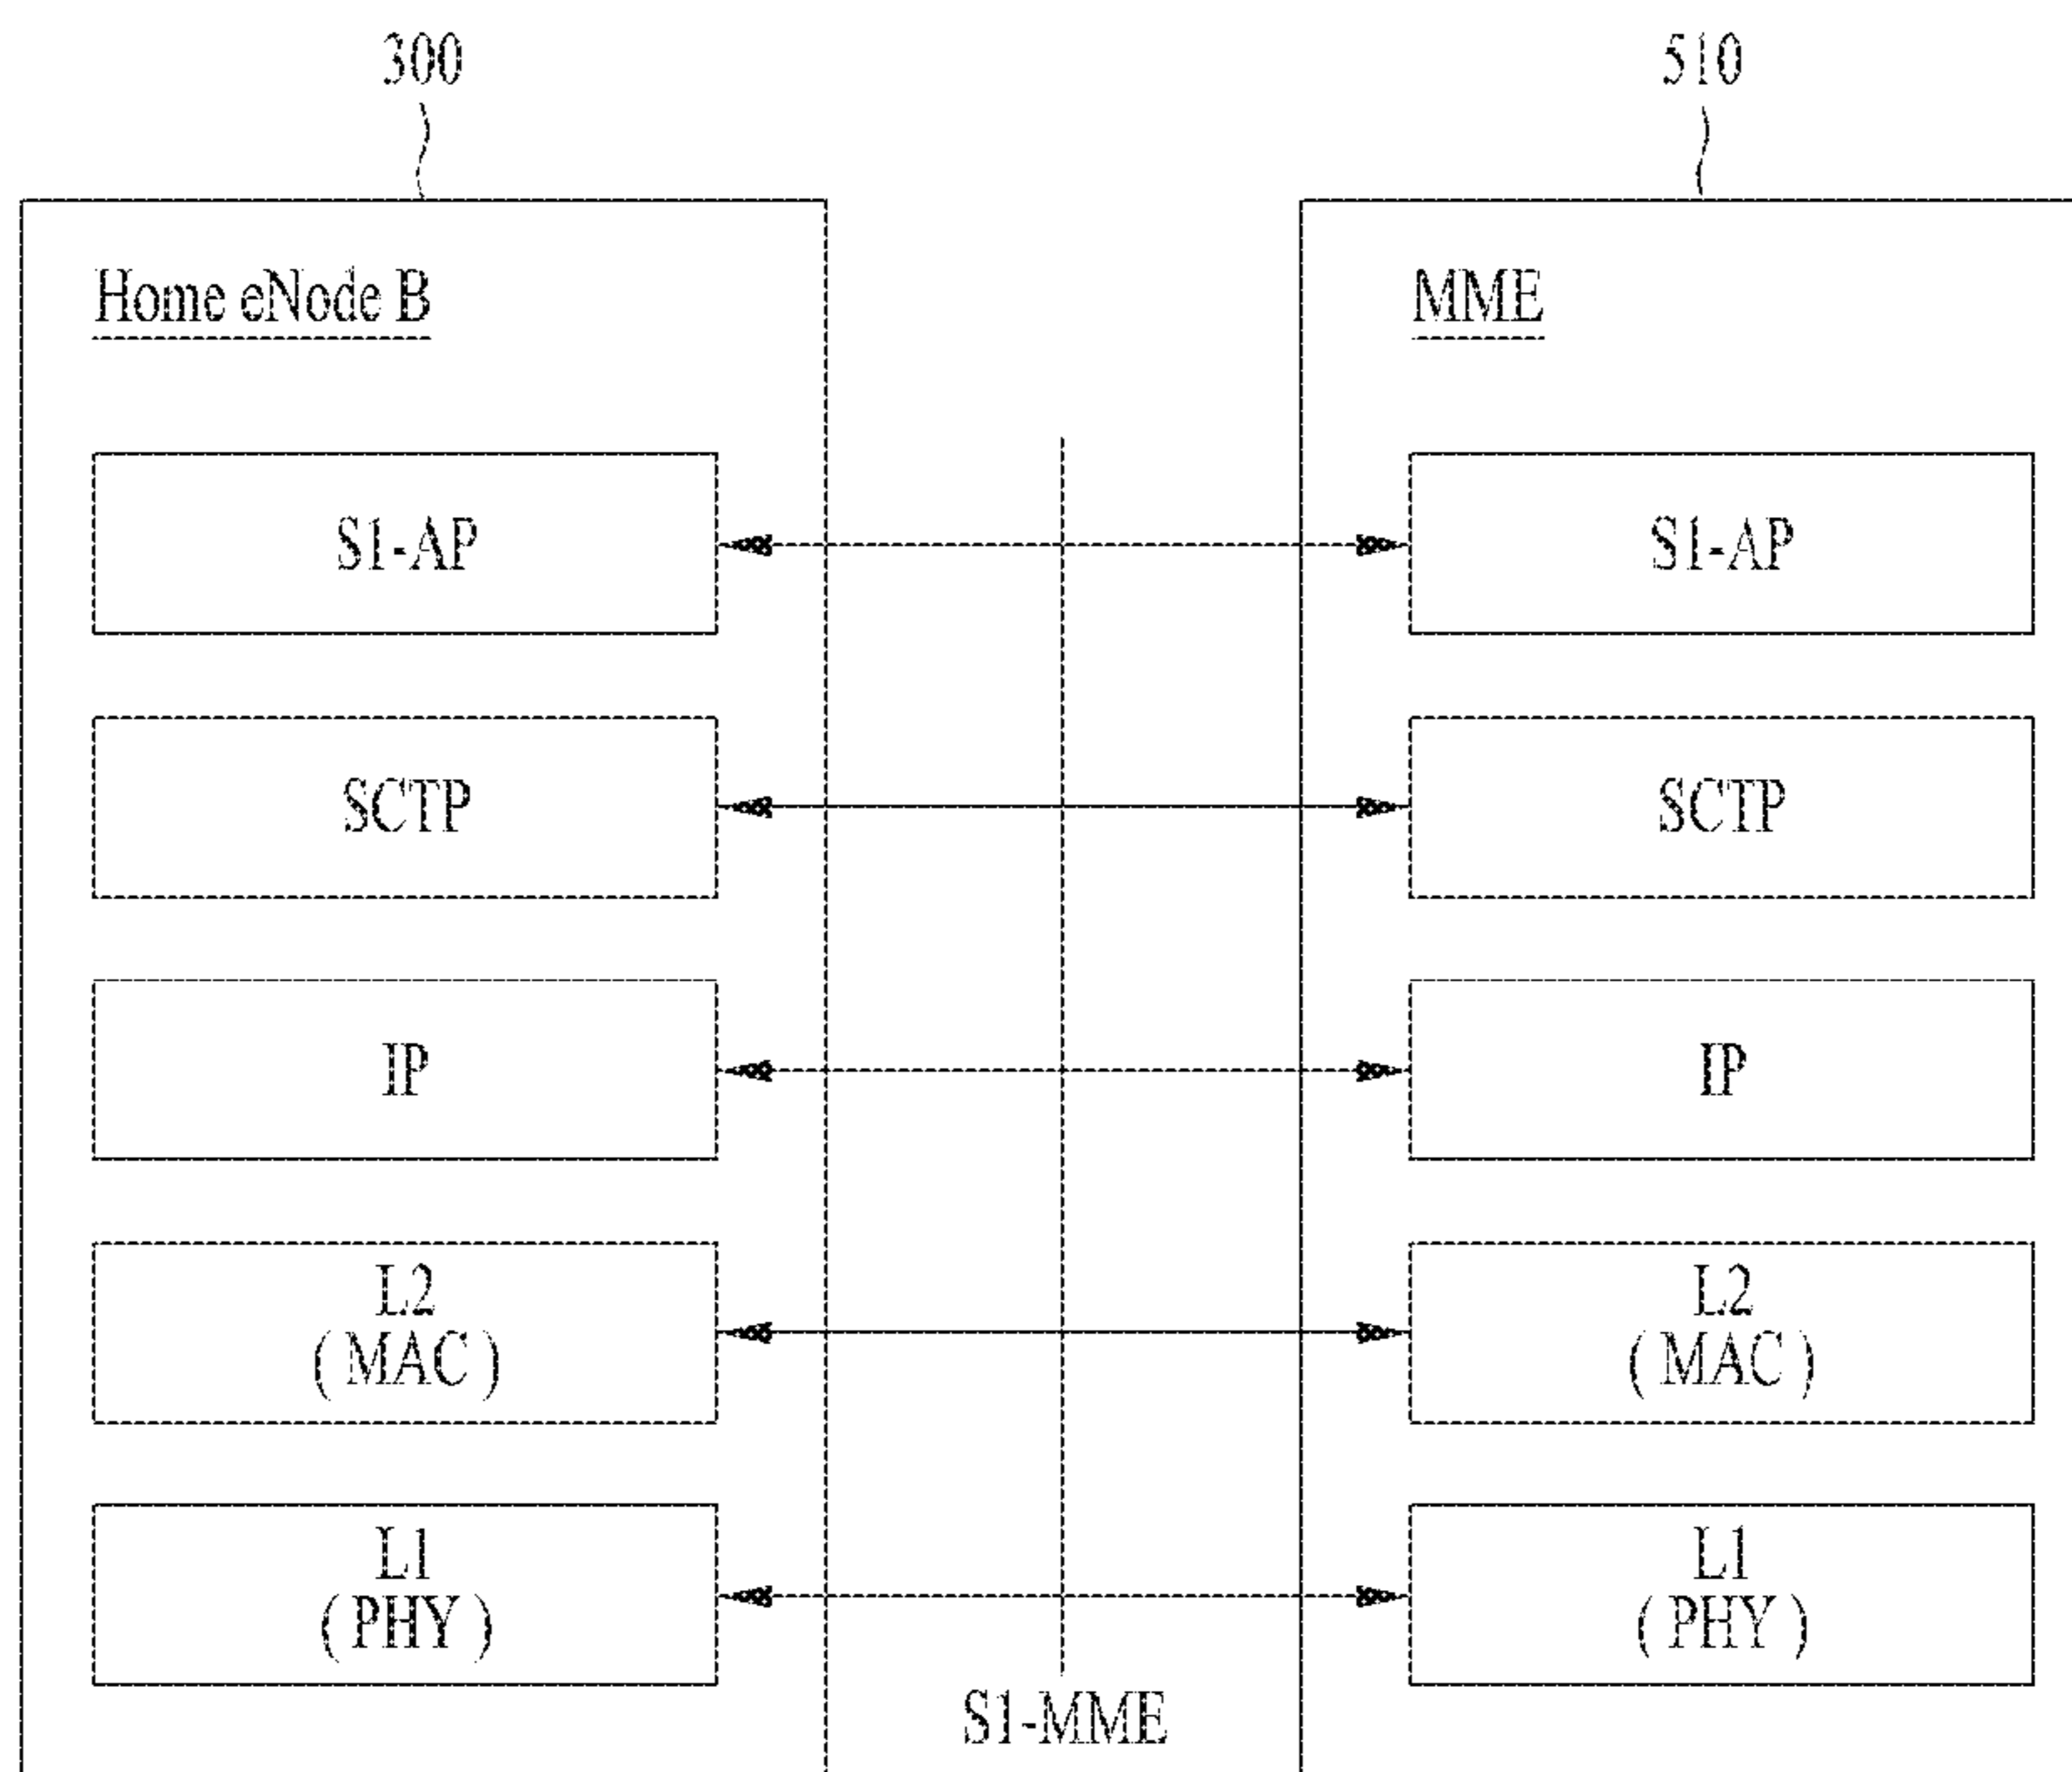 300
510
Home eNode B
MME
S1-AP
S1-AP
SCTP
SCTP
IP
IP
L2
( MAC )
L2
( MAC )
L1
( PHY )
L1
( PHY )
S1-MME